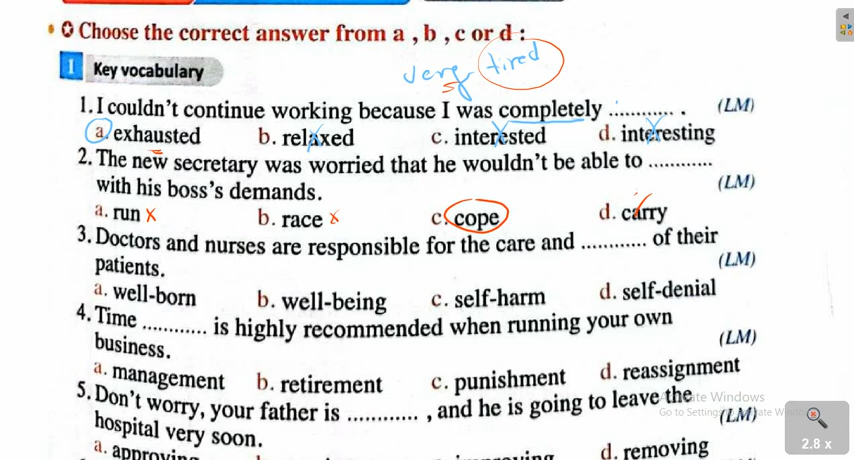 ✪ Choose the correct answer from a , b , c or d :
1 Key vocabulary
very tired
1. I couldn't continue working because I was completely ............ . (LM)
a. exhausted b. relaxed c. interested d. interesting
2. The new secretary was worried that he wouldn't be able to ............
with his boss's demands. (LM)
a. run x b. race x c. cope d. carry
3. Doctors and nurses are responsible for the care and ............ of their
patients. (LM)
a. well-born b. well-being c. self-harm d. self-denial
4. Time ............ is highly recommended when running your own
business. (LM)
a. management b. retirement c. punishment d. reassignment
5. Don't worry, your father is ............ , and he is going to leave the
hospital very soon. (LM)
a. approving d. removing
Activate Windows
Go to Settings to activate Windows
2.8 x